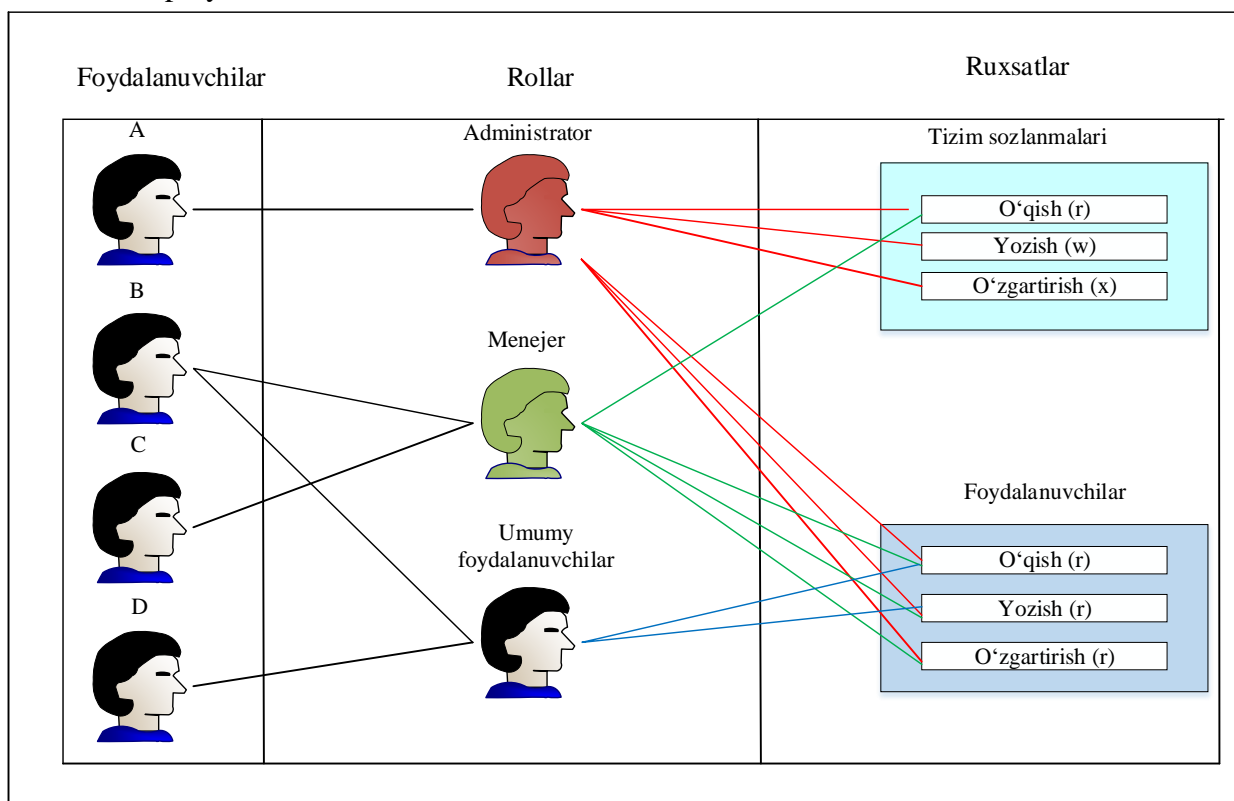 Foydalanuvchilar
Rollar
Ruxsatlar
A
B
C
D
Administrator
Menejer
Umumy
foydalanuvchilar
Tizim sozlanmalari
O‘qish (r)
Yozish (w)
O‘zgartirish (x)
Foydalanuvchilar
O‘qish (r)
Yozish (r)
O‘zgartirish (r)